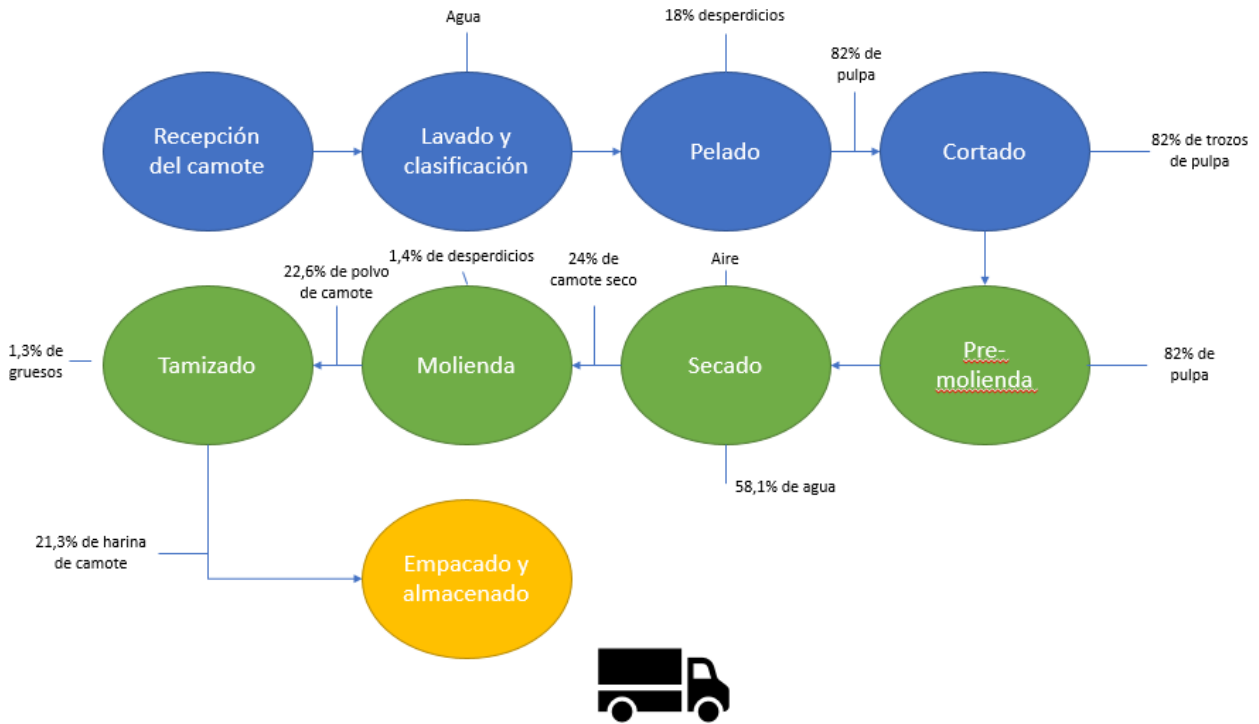 Agua
18% desperdicios
82% de
pulpa
Recepción
del camote
Lavado y
clasificación
Pelado
Cortado
82% de trozos
de pulpa
22,6% de polvo
de camote
1,4% de desperdicios
24% de
camote seco
Aire
1,3% de
gruesos
Tamizado
Molienda
Secado
Pre-
molienda
82% de
pulpa
58,1% de agua
21,3% de harina
de camote
Empacado y
almacenado